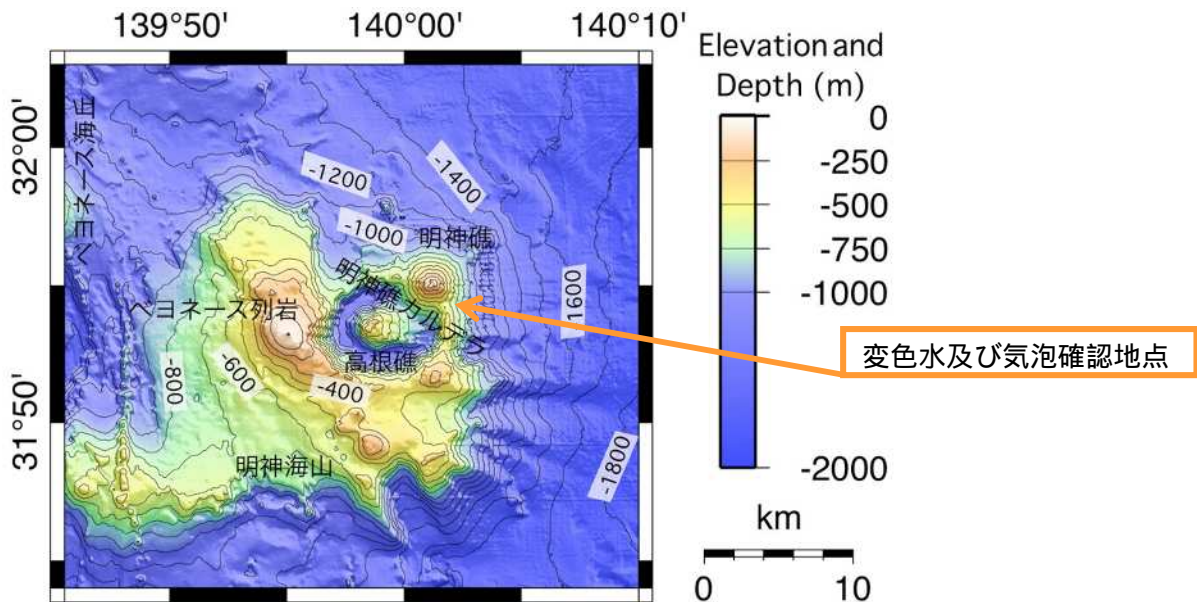 139°50'
140°00'
140°10'
32°00'
31°50'
ベヨネース海丘
-1200
-1400
-1000
明神礁
明神礁カルデラ
-1600
ベヨネース列岩
高根礁
-800
-600
-400
明神海山
-1800
Elevation and
Depth (m)
0
-250
-500
-750
-1000
-2000
変色水及び気泡確認地点
km
0
10